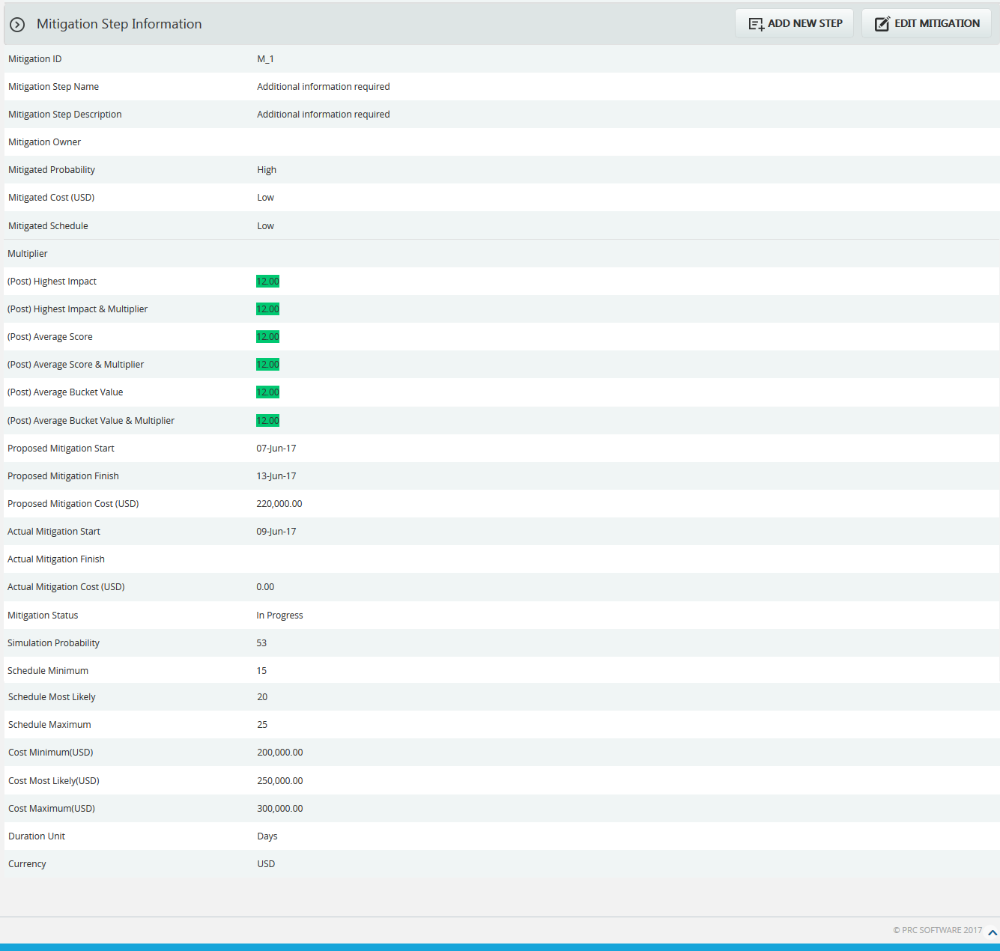 Mitigation Step Information ADD NEW STEP EDIT MITIGATION
Mitigation ID M_1
Mitigation Step Name Additional information required
Mitigation Step Description Additional information required
Mitigation Owner
Mitigated Probability High
Mitigated Cost (USD) Low
Mitigated Schedule Low
Multiplier
(Post) Highest Impact 12.00
(Post) Highest Impact & Multiplier 12.00
(Post) Average Score 12.00
(Post) Average Score & Multiplier 12.00
(Post) Average Bucket Value 12.00
(Post) Average Bucket Value & Multiplier 12.00
Proposed Mitigation Start 07-Jun-17
Proposed Mitigation Finish 13-Jun-17
Proposed Mitigation Cost (USD) 220,000.00
Actual Mitigation Start 09-Jun-17
Actual Mitigation Finish
Actual Mitigation Cost (USD) 0.00
Mitigation Status In Progress
Simulation Probability 53
Schedule Minimum 15
Schedule Most Likely 20
Schedule Maximum 25
Cost Minimum(USD) 200,000.00
Cost Most Likely(USD) 250,000.00
Cost Maximum(USD) 300,000.00
Duration Unit Days
Currency USD
© PRC SOFTWARE 2017